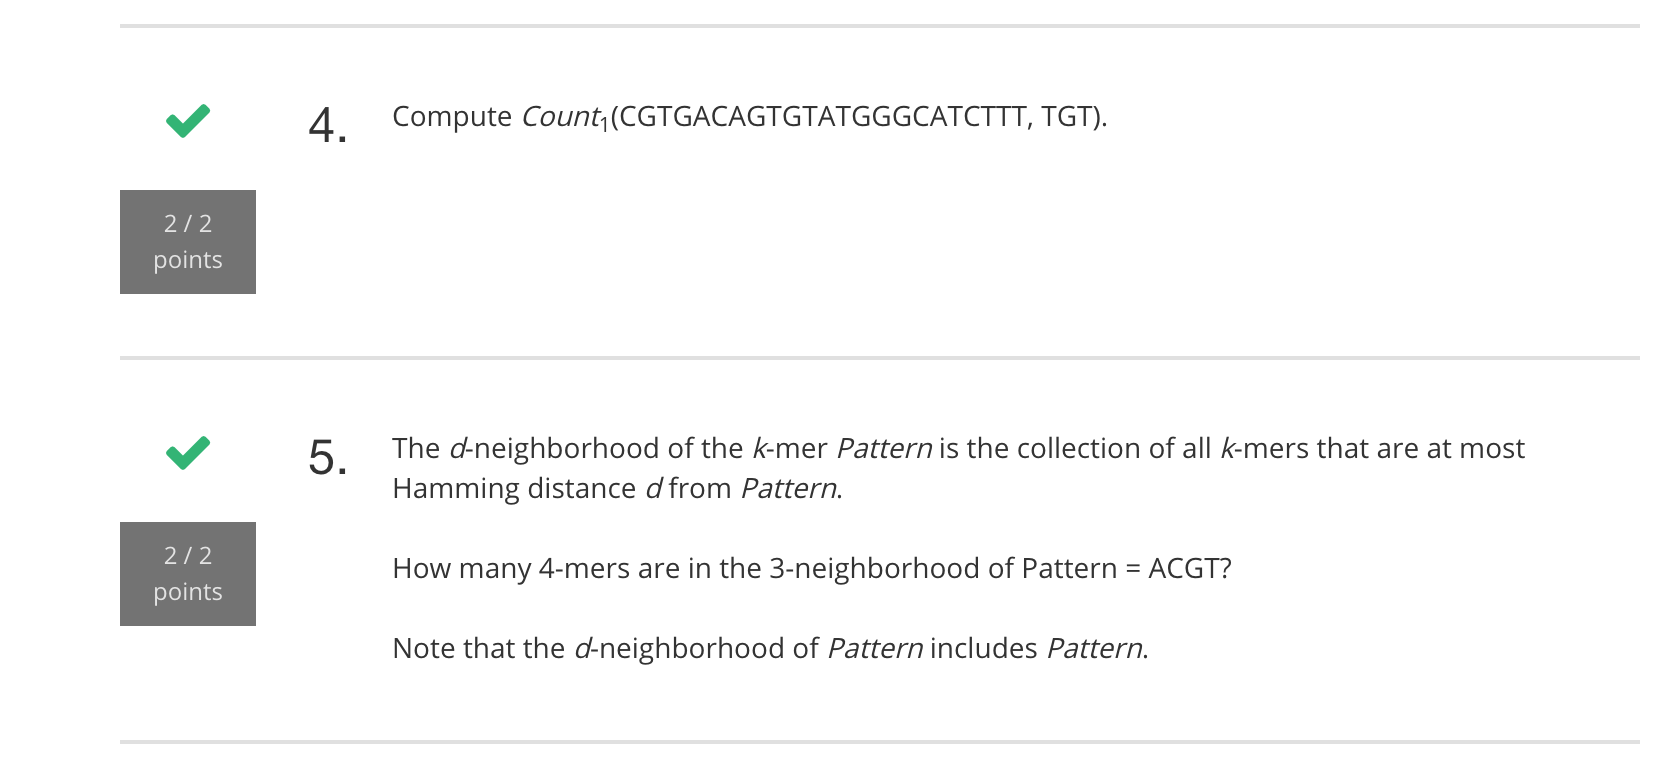 4. Compute Count₁(CGTGACAGTGTATGGGCATCTTT, TGT).
2 / 2
points
5. The d-neighborhood of the k-mer Pattern is the collection of all k-mers that are at most
Hamming distance d from Pattern.
2 / 2
points
How many 4-mers are in the 3-neighborhood of Pattern = ACGT?
Note that the d-neighborhood of Pattern includes Pattern.